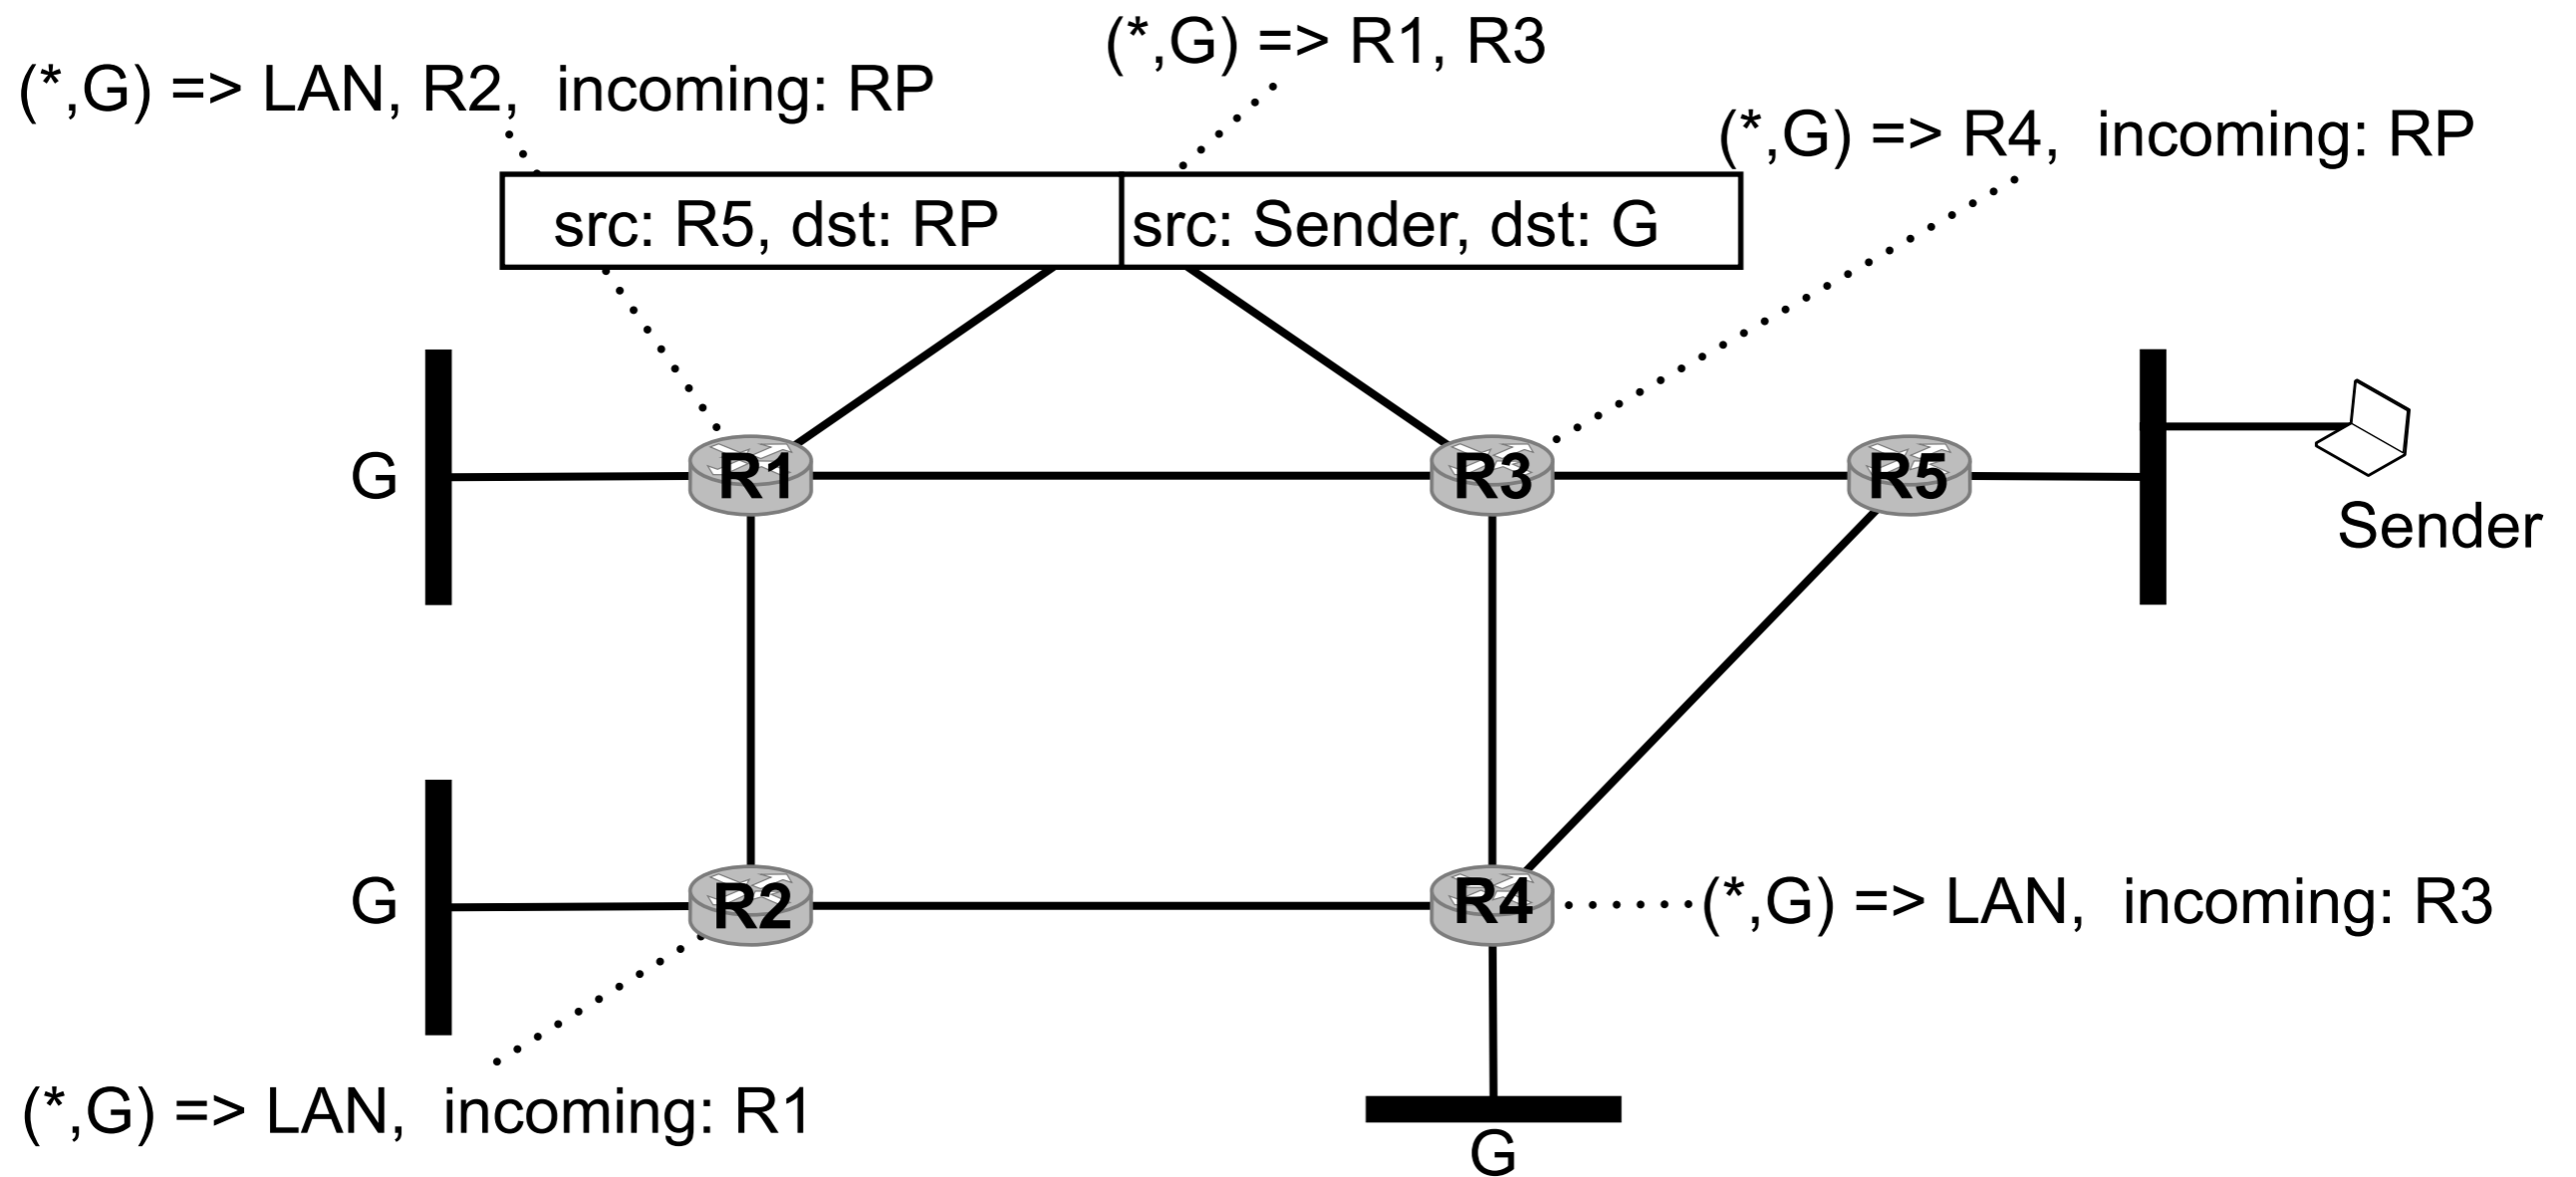 (*,G) => R1, R3
(*,G) => LAN, R2, incoming: RP
(*,G) => R4, incoming: RP
src: R5, dst: RP
src: Sender, dst: G
G
R1
R3
R5
Sender
G
R2
R4
(*,G) => LAN, incoming: R3
(*,G) => LAN, incoming: R1
G